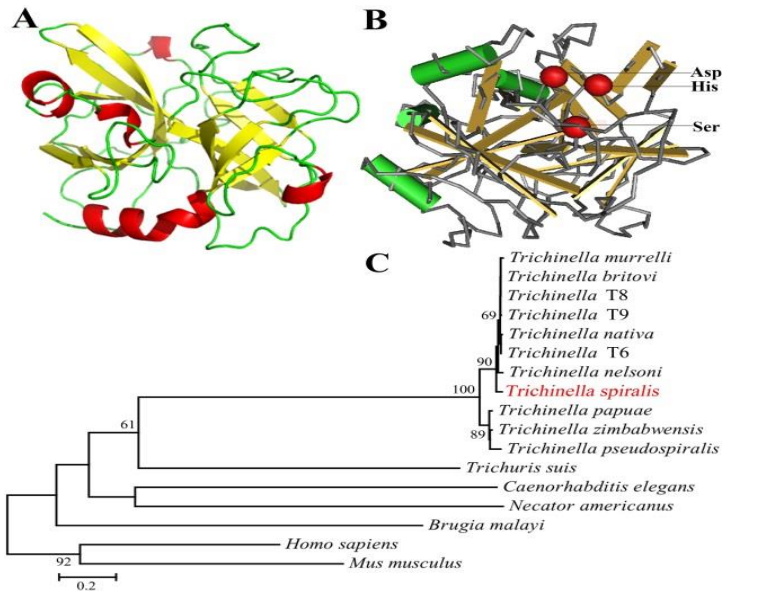 A
B
Asp
His
Ser
C
Trichinella murrelli
Trichinella britovi
Trichinella T8
69 Trichinella T9
Trichinella nativa
Trichinella T6
90 Trichinella nelsoni
100 Trichinella spiralis
Trichinella papuae
61 Trichinella zimbabwensis
89 Trichinella pseudospiralis
Trichuris suis
Caenorhabditis elegans
Necator americanus
Brugia malayi
Homo sapiens
92 Mus musculus
0.2